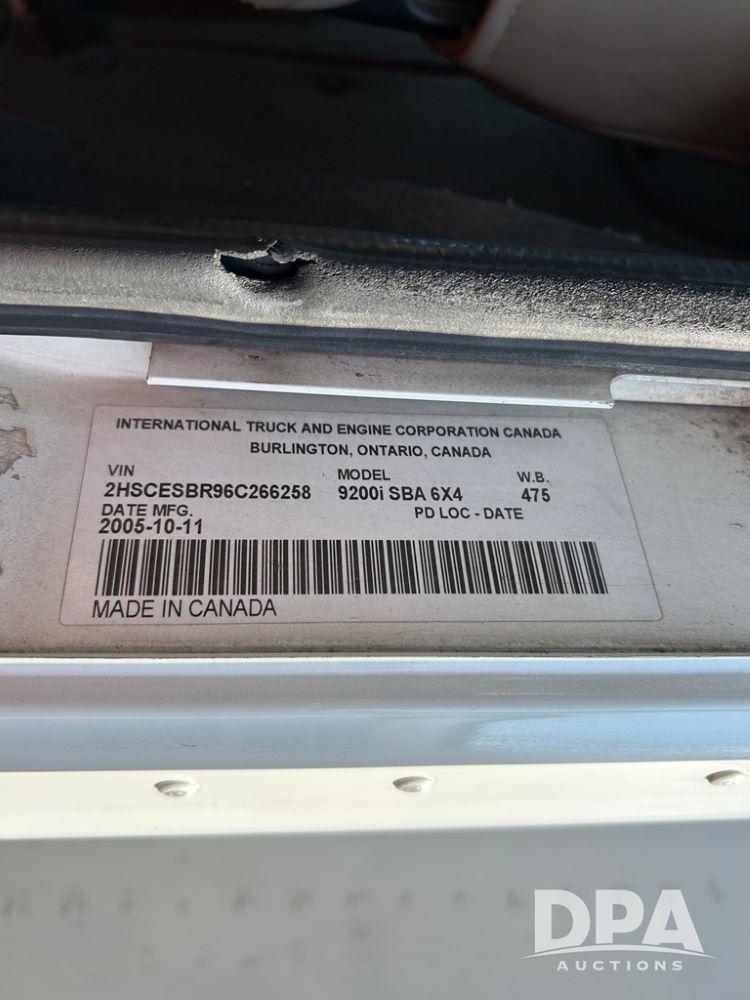 INTERNATIONAL TRUCK AND ENGINE CORPORATION CANADA
BURLINGTON, ONTARIO, CANADA
VIN MODEL W.B.
2HSCESBR96C266258 9200i SBA 6X4 475
DATE MFG. PD LOC - DATE
2005-10-11
MADE IN CANADA
DPA
AUCTIONS